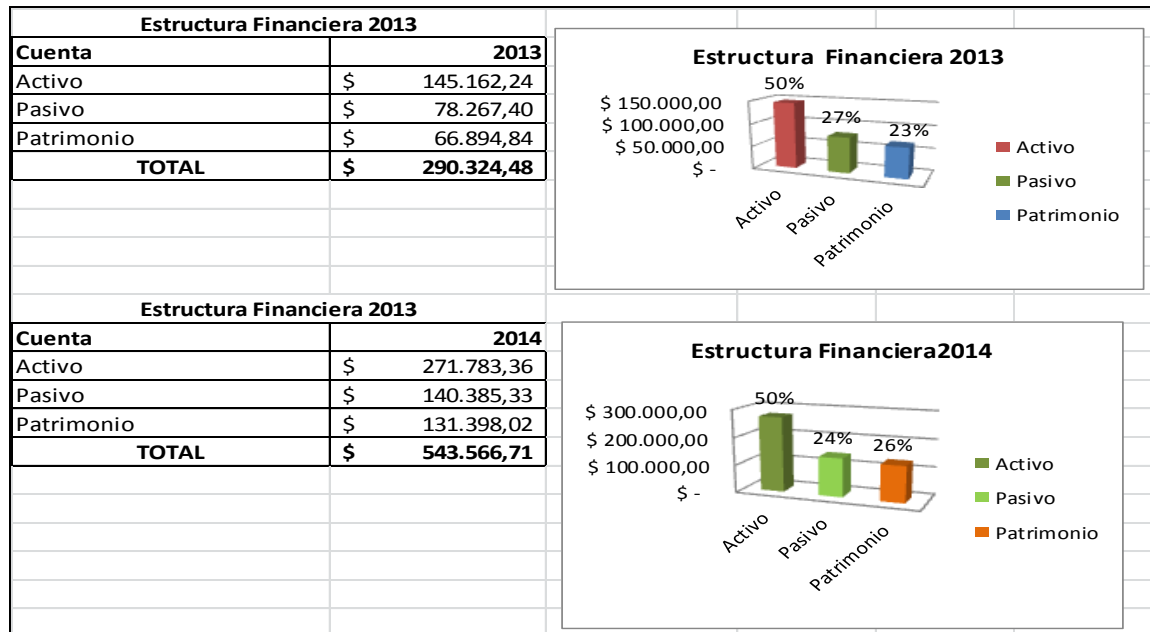 Estructura Financiera 2013
Cuenta 2013
Activo $ 145.162,24
Pasivo $ 78.267,40
Patrimonio $ 66.894,84
TOTAL $ 290.324,48
Estructura Financiera 2013
50%
27%
23%
$ 150.000,00
$ 100.000,00
$ 50.000,00
$ -
Activo
Pasivo
Patrimonio
Activo
Pasivo
Patrimonio
Estructura Financiera 2013
Cuenta 2014
Activo $ 271.783,36
Pasivo $ 140.385,33
Patrimonio $ 131.398,02
TOTAL $ 543.566,71
Estructura Financiera2014
50%
24%
26%
$ 300.000,00
$ 200.000,00
$ 100.000,00
$ -
Activo
Pasivo
Patrimonio
Activo
Pasivo
Patrimonio